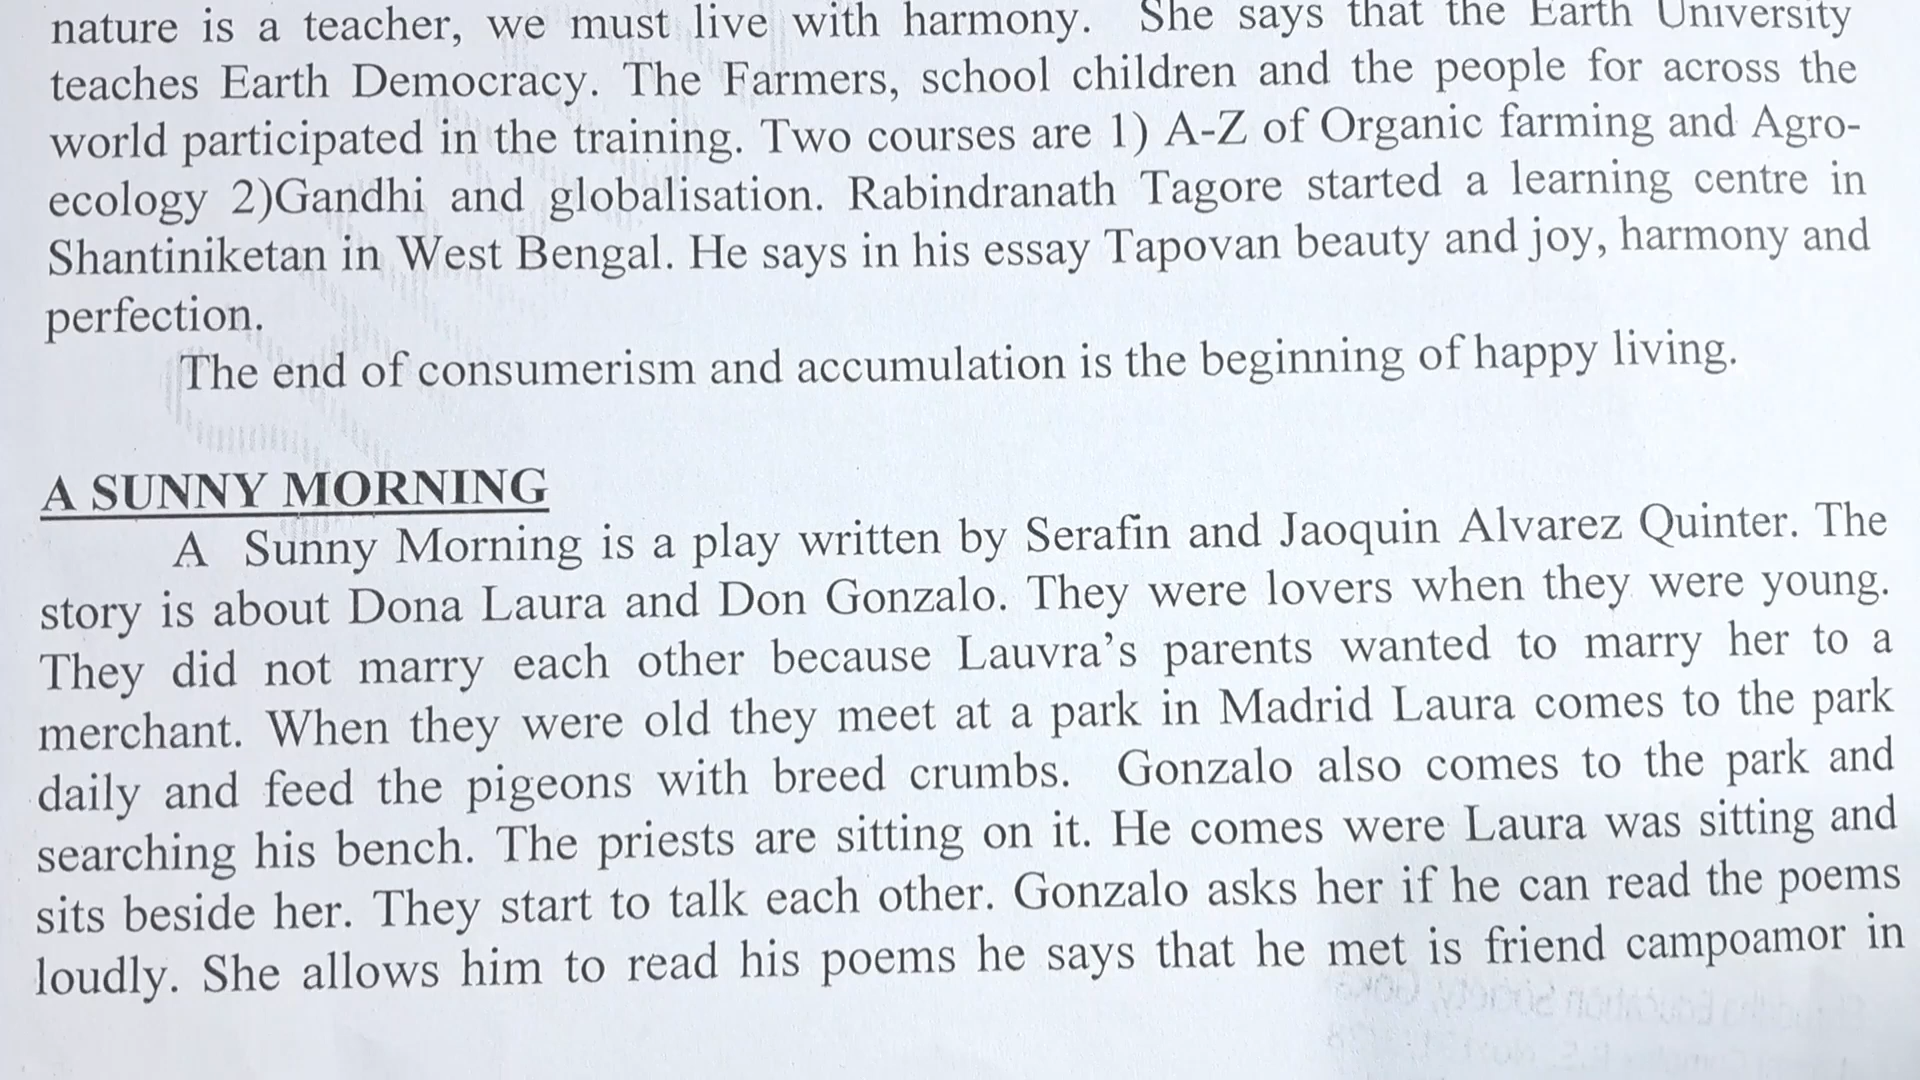 nature is a teacher, we must live with harmony. She says that the Earth University
teaches Earth Democracy. The Farmers, school children and the people for across the
world participated in the training. Two courses are 1) A-Z of Organic farming and Agro-
ecology 2)Gandhi and globalisation. Rabindranath Tagore started a learning centre in
Shantiniketan in West Bengal. He says in his essay Tapovan beauty and joy, harmony and
perfection.
The end of consumerism and accumulation is the beginning of happy living.
A SUNNY MORNING
A Sunny Morning is a play written by Serafin and Jaoquin Alvarez Quinter. The
story is about Dona Laura and Don Gonzalo. They were lovers when they were young.
They did not marry each other because Lauvra’s parents wanted to marry her to a
merchant. When they were old they meet at a park in Madrid Laura comes to the park
daily and feed the pigeons with breed crumbs. Gonzalo also comes to the park and
searching his bench. The priests are sitting on it. He comes were Laura was sitting and
sits beside her. They start to talk each other. Gonzalo asks her if he can read the poems
loudly. She allows him to read his poems he says that he met is friend campoamor in